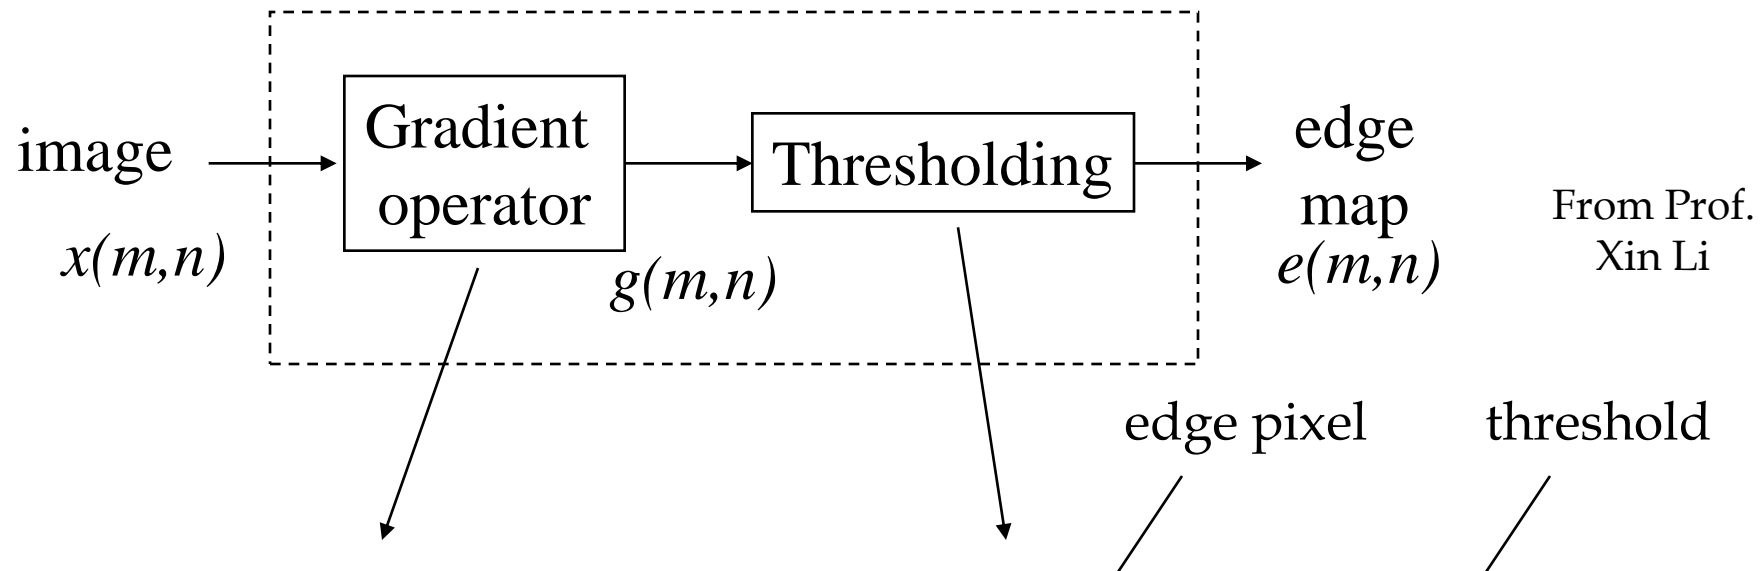 image
x(m,n)
Gradient
operator
g(m,n)
Thresholding
edge
map
e(m,n)
From Prof.
Xin Li
edge pixel
threshold